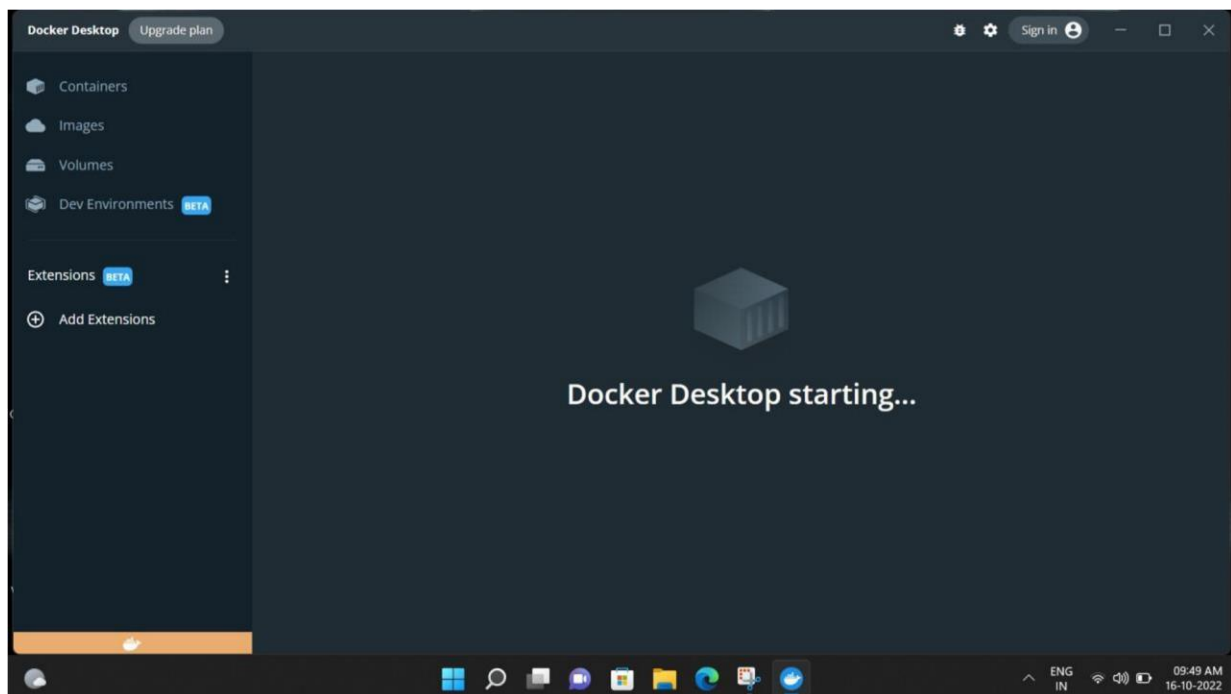 Docker Desktop Upgrade plan Sign in
Containers
Images
Volumes
Dev Environments BETA
Extensions BETA
Add Extensions
Docker Desktop starting...
ENG
IN
09:49 AM
16-10-2022